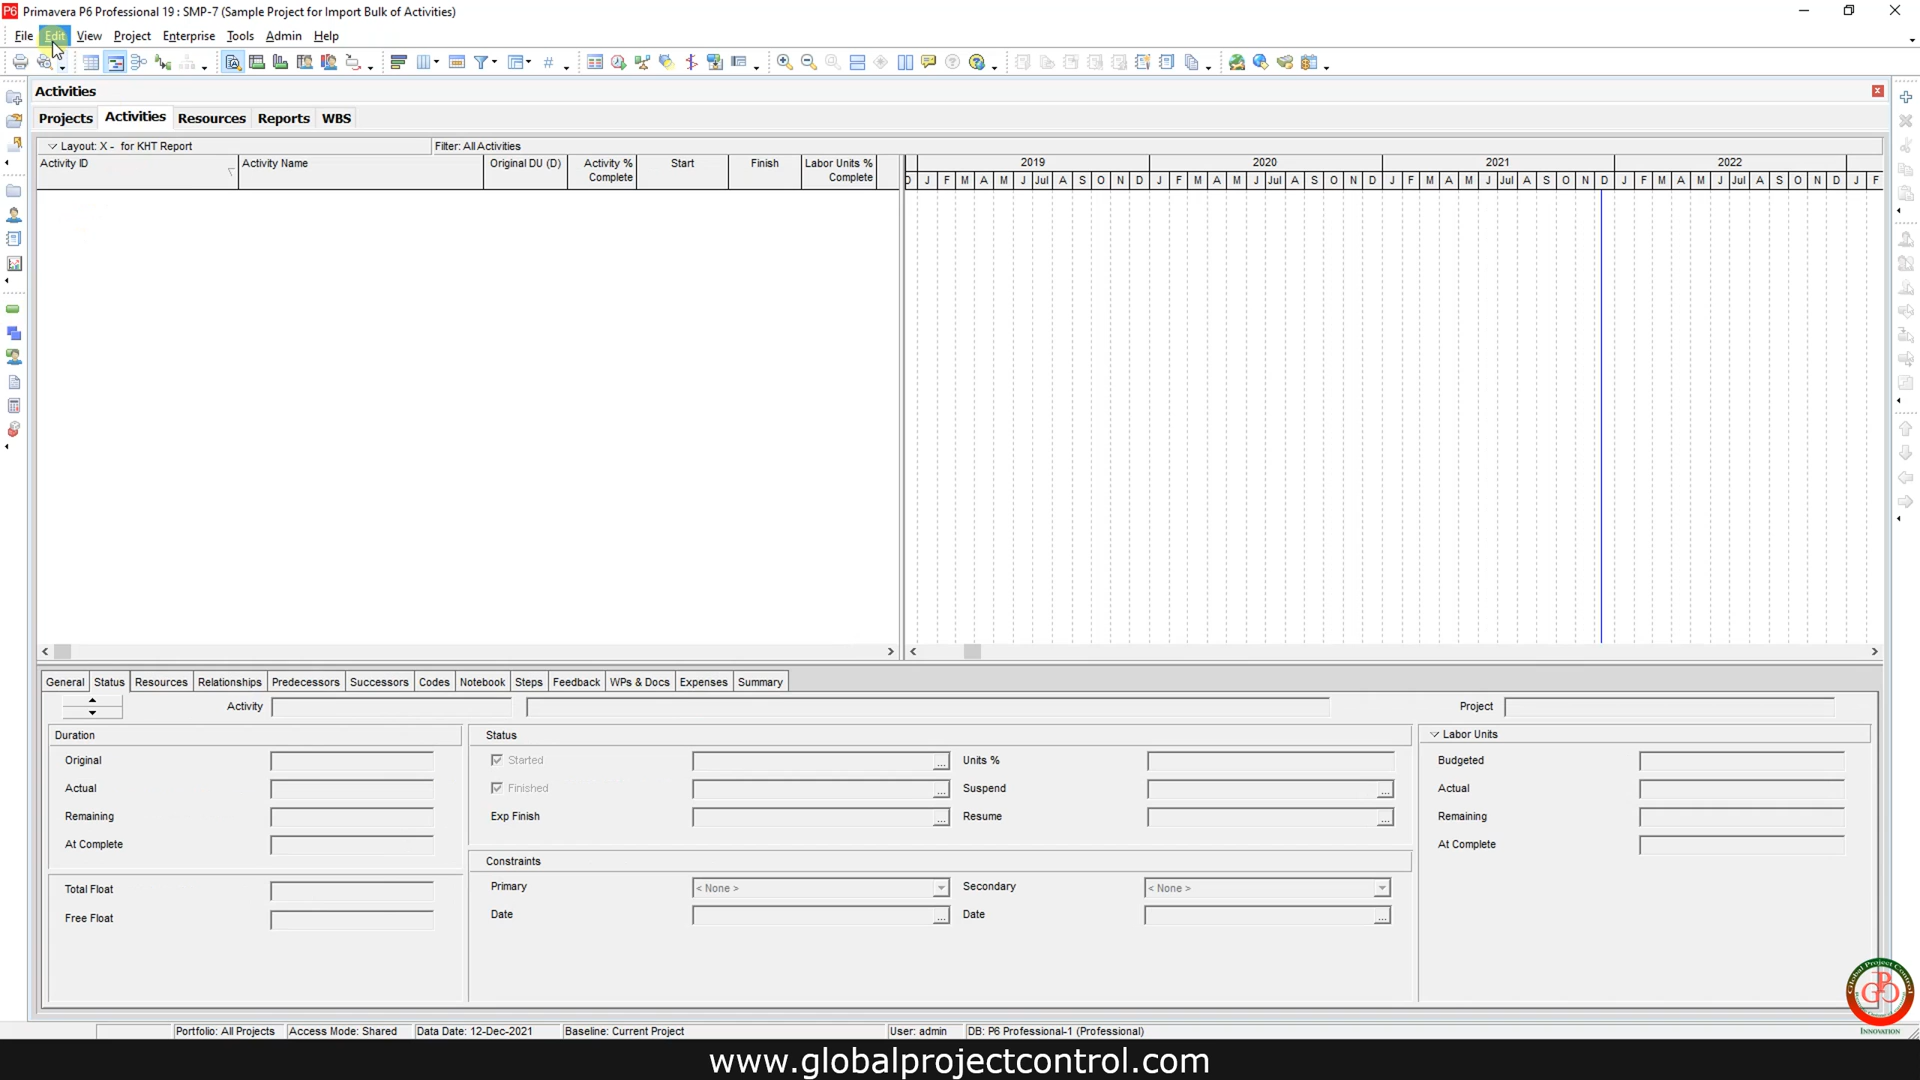 P6 Primavera P6 Professional 19 : SMP-7 (Sample Project for Import Bulk of Activities)
File Edit View Project Enterprise Tools Admin Help
Activities
Projects Activities Resources Reports WBS
Layout: X - for KHT Report Filter: All Activities
Activity ID Activity Name Original DU (D) Activity % Complete Start Finish Labor Units % Complete
2019 2020 2021 2022
D J F M A M J Jul A S O N D J F M A M J Jul A S O N D J F M A M J Jul A S O N D J F M A M J Jul A S O N D J F
General Status Resources Relationships Predecessors Successors Codes Notebook Steps Feedback WPs & Docs Expenses Summary
Activity Project
Duration Status Labor Units
Original Started Units % Budgeted
Actual Finished Suspend Actual
Remaining Exp Finish Resume Remaining
At Complete At Complete
Constraints
Total Float Primary < None > Secondary < None >
Free Float Date Date
Portfolio: All Projects Access Mode: Shared Data Date: 12-Dec-2021 Baseline: Current Project User: admin DB: P6 Professional-1 (Professional)
Global Project Control
GPC
INNOVATION
www.globalprojectcontrol.com